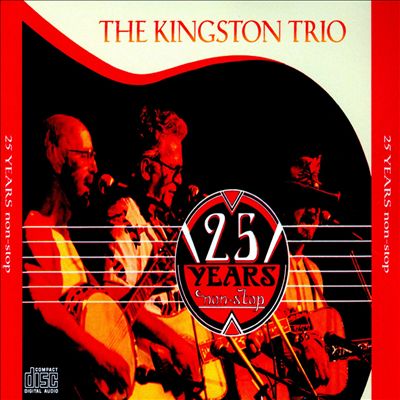 THE KINGSTON TRIO
25 YEARS non-stop
25
YEARS
non-stop
25 YEARS non-stop
COMPACT
disc
DIGITAL AUDIO